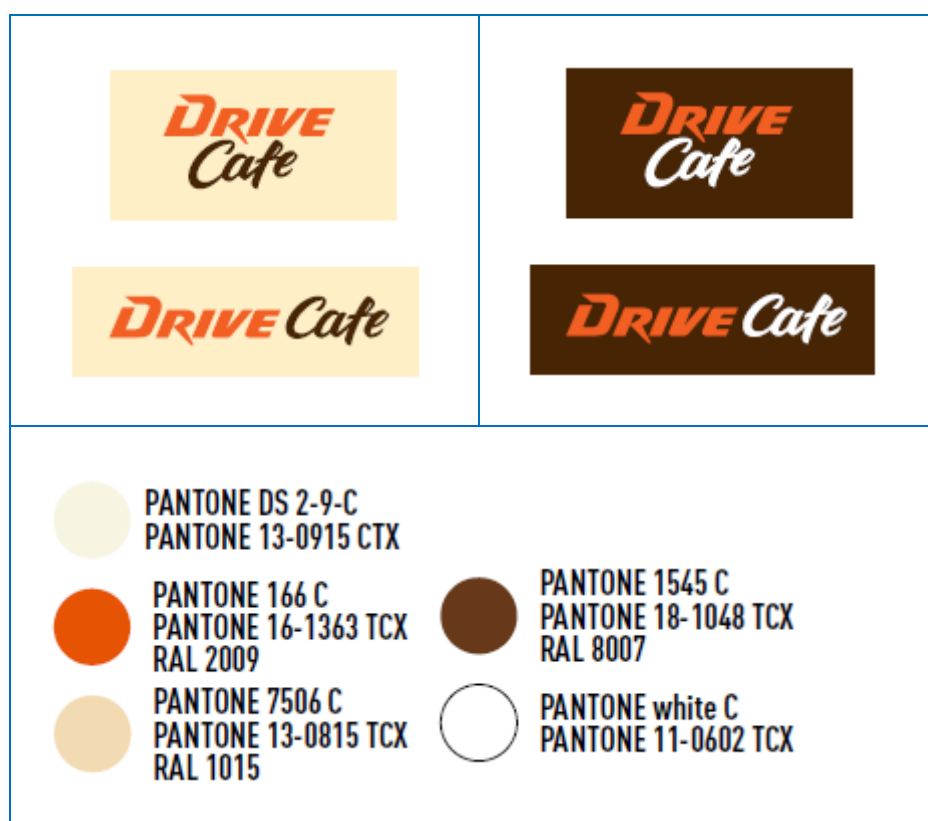 DRIVE
Cafe
DRIVE
Cafe
DRIVE Cafe
DRIVE Cafe
PANTONE DS 2-9-C
PANTONE 13-0915 CTX
PANTONE 166 C
PANTONE 16-1363 TCX
RAL 2009
PANTONE 7506 C
PANTONE 13-0815 TCX
RAL 1015
PANTONE 1545 C
PANTONE 18-1048 TCX
RAL 8007
PANTONE white C
PANTONE 11-0602 TCX